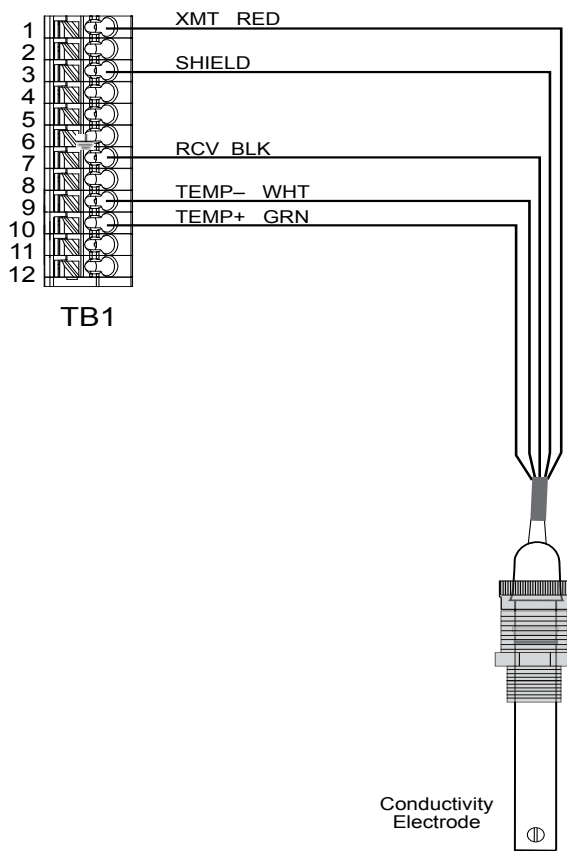 1 XMT RED
2
3 SHIELD
4
5
6
7 RCV BLK
8
9 TEMP– WHT
10 TEMP+ GRN
11
12
TB1
Conductivity
Electrode